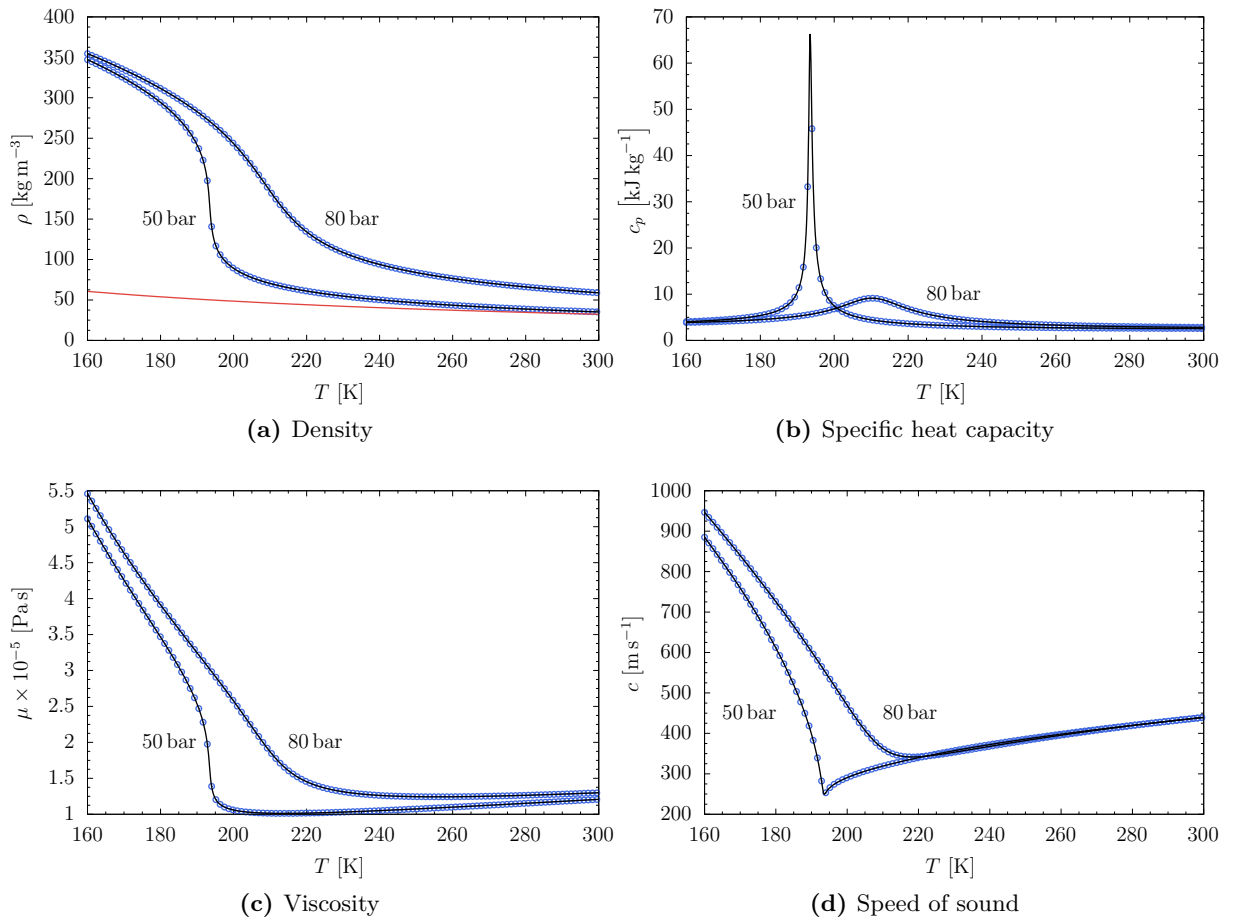 400
350
300
250
200
150
100
50
0
160 180 200 220 240 260 280 300
ρ [kg m⁻³]
T [K]
50 bar
80 bar
(a) Density
70
60
50
40
30
20
10
0
160 180 200 220 240 260 280 300
c_p [kJ kg⁻¹]
T [K]
50 bar
80 bar
(b) Specific heat capacity
5.5
5
4.5
4
3.5
3
2.5
2
1.5
1
160 180 200 220 240 260 280 300
μ × 10⁻⁵ [Pa s]
T [K]
50 bar
80 bar
(c) Viscosity
1000
900
800
700
600
500
400
300
200
160 180 200 220 240 260 280 300
c [m s⁻¹]
T [K]
50 bar
80 bar
(d) Speed of sound